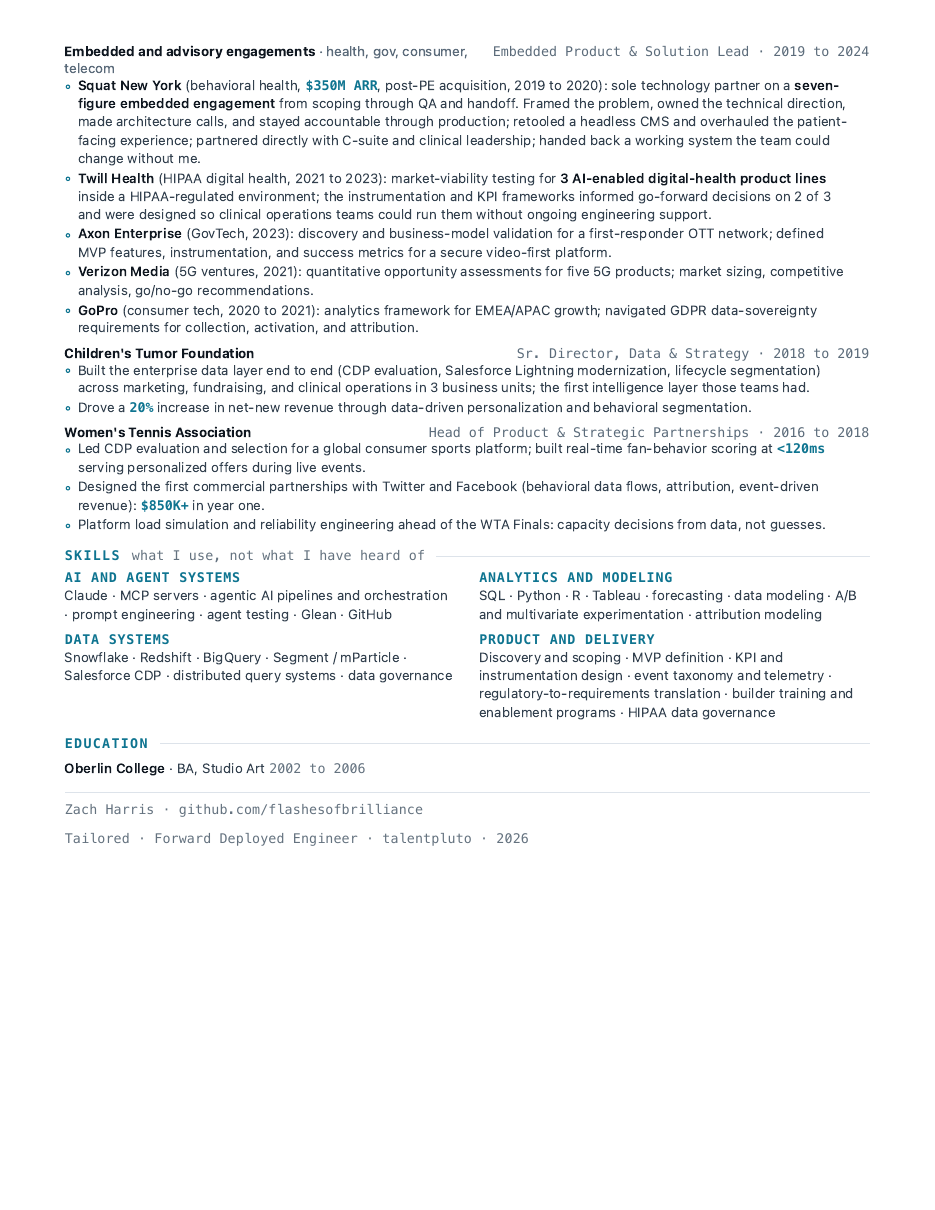 Embedded and advisory engagements · health, gov, consumer, telecom
Embedded Product & Solution Lead · 2019 to 2024
Squat New York (behavioral health, $350M ARR, post-PE acquisition, 2019 to 2020): sole technology partner on a seven-
figure embedded engagement from scoping through QA and handoff. Framed the problem, owned the technical direction,
made architecture calls, and stayed accountable through production; retooled a headless CMS and overhauled the patient-
facing experience; partnered directly with C-suite and clinical leadership; handed back a working system the team could
change without me.
Twill Health (HIPAA digital health, 2021 to 2023): market-viability testing for 3 AI-enabled digital-health product lines
inside a HIPAA-regulated environment; the instrumentation and KPI frameworks informed go-forward decisions on 2 of 3
and were designed so clinical operations teams could run them without ongoing engineering support.
Axon Enterprise (GovTech, 2023): discovery and business-model validation for a first-responder OTT network; defined
MVP features, instrumentation, and success metrics for a secure video-first platform.
Verizon Media (5G ventures, 2021): quantitative opportunity assessments for five 5G products; market sizing, competitive
analysis, go/no-go recommendations.
GoPro (consumer tech, 2020 to 2021): analytics framework for EMEA/APAC growth; navigated GDPR data-sovereignty
requirements for collection, activation, and attribution.
Children's Tumor Foundation
Sr. Director, Data & Strategy · 2018 to 2019
Built the enterprise data layer end to end (CDP evaluation, Salesforce Lightning modernization, lifecycle segmentation)
across marketing, fundraising, and clinical operations in 3 business units; the first intelligence layer those teams had.
Drove a 20% increase in net-new revenue through data-driven personalization and behavioral segmentation.
Women's Tennis Association
Head of Product & Strategic Partnerships · 2016 to 2018
Led CDP evaluation and selection for a global consumer sports platform; built real-time fan-behavior scoring at <120ms
serving personalized offers during live events.
Designed the first commercial partnerships with Twitter and Facebook (behavioral data flows, attribution, event-driven
revenue): $850K+ in year one.
Platform load simulation and reliability engineering ahead of the WTA Finals: capacity decisions from data, not guesses.
SKILLS what I use, not what I have heard of
AI AND AGENT SYSTEMS
Claude · MCP servers · agentic AI pipelines and orchestration
· prompt engineering · agent testing · Glean · GitHub
ANALYTICS AND MODELING
SQL · Python · R · Tableau · forecasting · data modeling · A/B
and multivariate experimentation · attribution modeling
DATA SYSTEMS
Snowflake · Redshift · BigQuery · Segment / mParticle ·
Salesforce CDP · distributed query systems · data governance
PRODUCT AND DELIVERY
Discovery and scoping · MVP definition · KPI and
instrumentation design · event taxonomy and telemetry ·
regulatory-to-requirements translation · builder training and
enablement programs · HIPAA data governance
EDUCATION
Oberlin College · BA, Studio Art 2002 to 2006
Zach Harris · github.com/flashesofbrilliance
Tailored · Forward Deployed Engineer · talentpluto · 2026